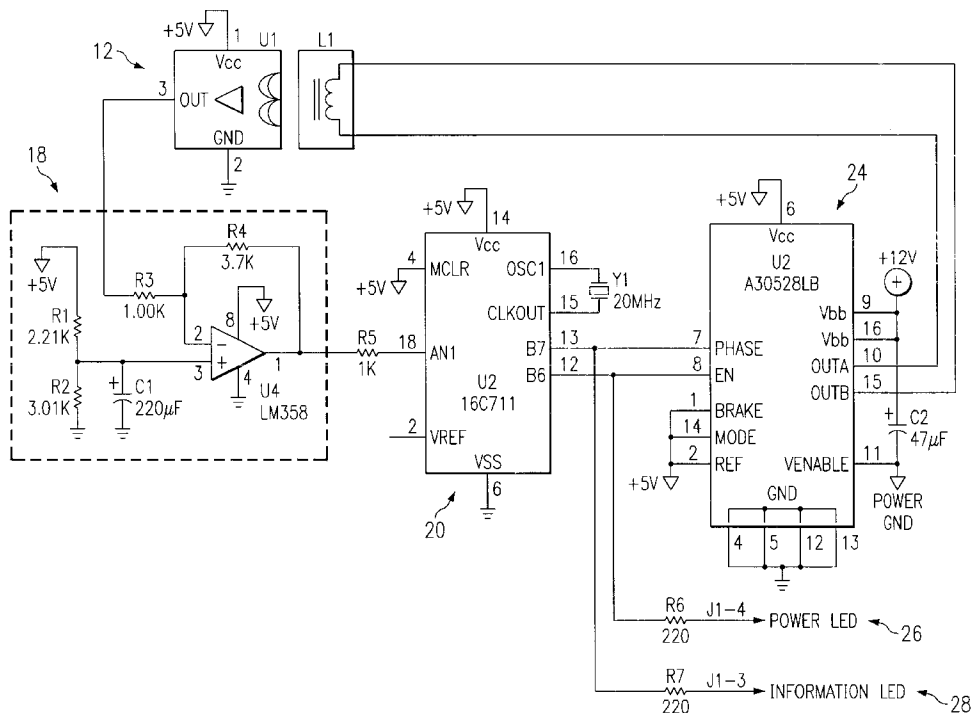 +5V
1
U1
L1
12
Vcc
3
OUT
GND
2
18
24
+5V
14
+5V
6
R4
3.7K
Vcc
Vcc
4
MCLR
OSC1
16
U2
A30528LB
+12V
+5V
R3
1.00K
8
+5V
+5V
Y1
20MHz
CLKOUT
15
Vbb
9
R1
2.21K
2
−
+
3
1
4
R5
1K
18
AN1
B7
13
7
PHASE
Vbb
16
B6
12
8
EN
OUTA
10
R2
3.01K
+
C1
220µF
U4
LM358
U2
16C711
1
BRAKE
OUTB
15
14
MODE
+
C2
47µF
2
VREF
2
REF
VENABLE
11
+5V
VSS
6
GND
POWER
GND
20
4
5
12
13
R6
220
J1-4
POWER LED
26
R7
220
J1-3
INFORMATION LED
28